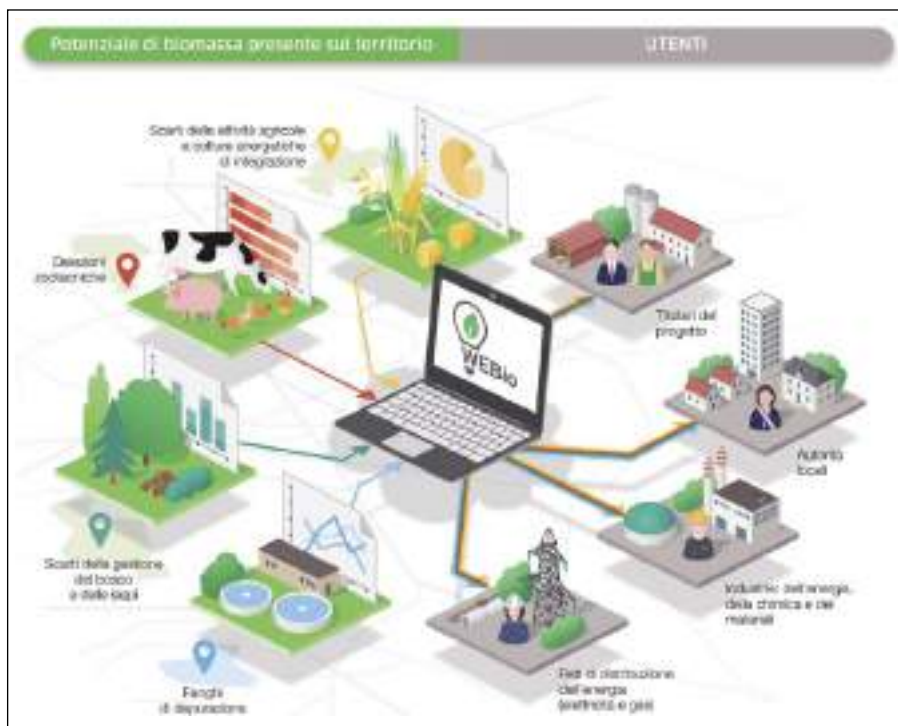 Potenziale di biomassa presente sul territorio
UTENTI
Scarti delle attività agricole
e colture energetiche
di integrazione
Deiezioni
zootecniche
WEBio
Titolari del
progetto
Autorità
locali
Scarti della gestione
del bosco
e delle
Industrie dell'energia,
della chimica e dei
materiali
Fanghi
di depurazione
Reti di distribuzione
dell'energia
(elettricità e gas)